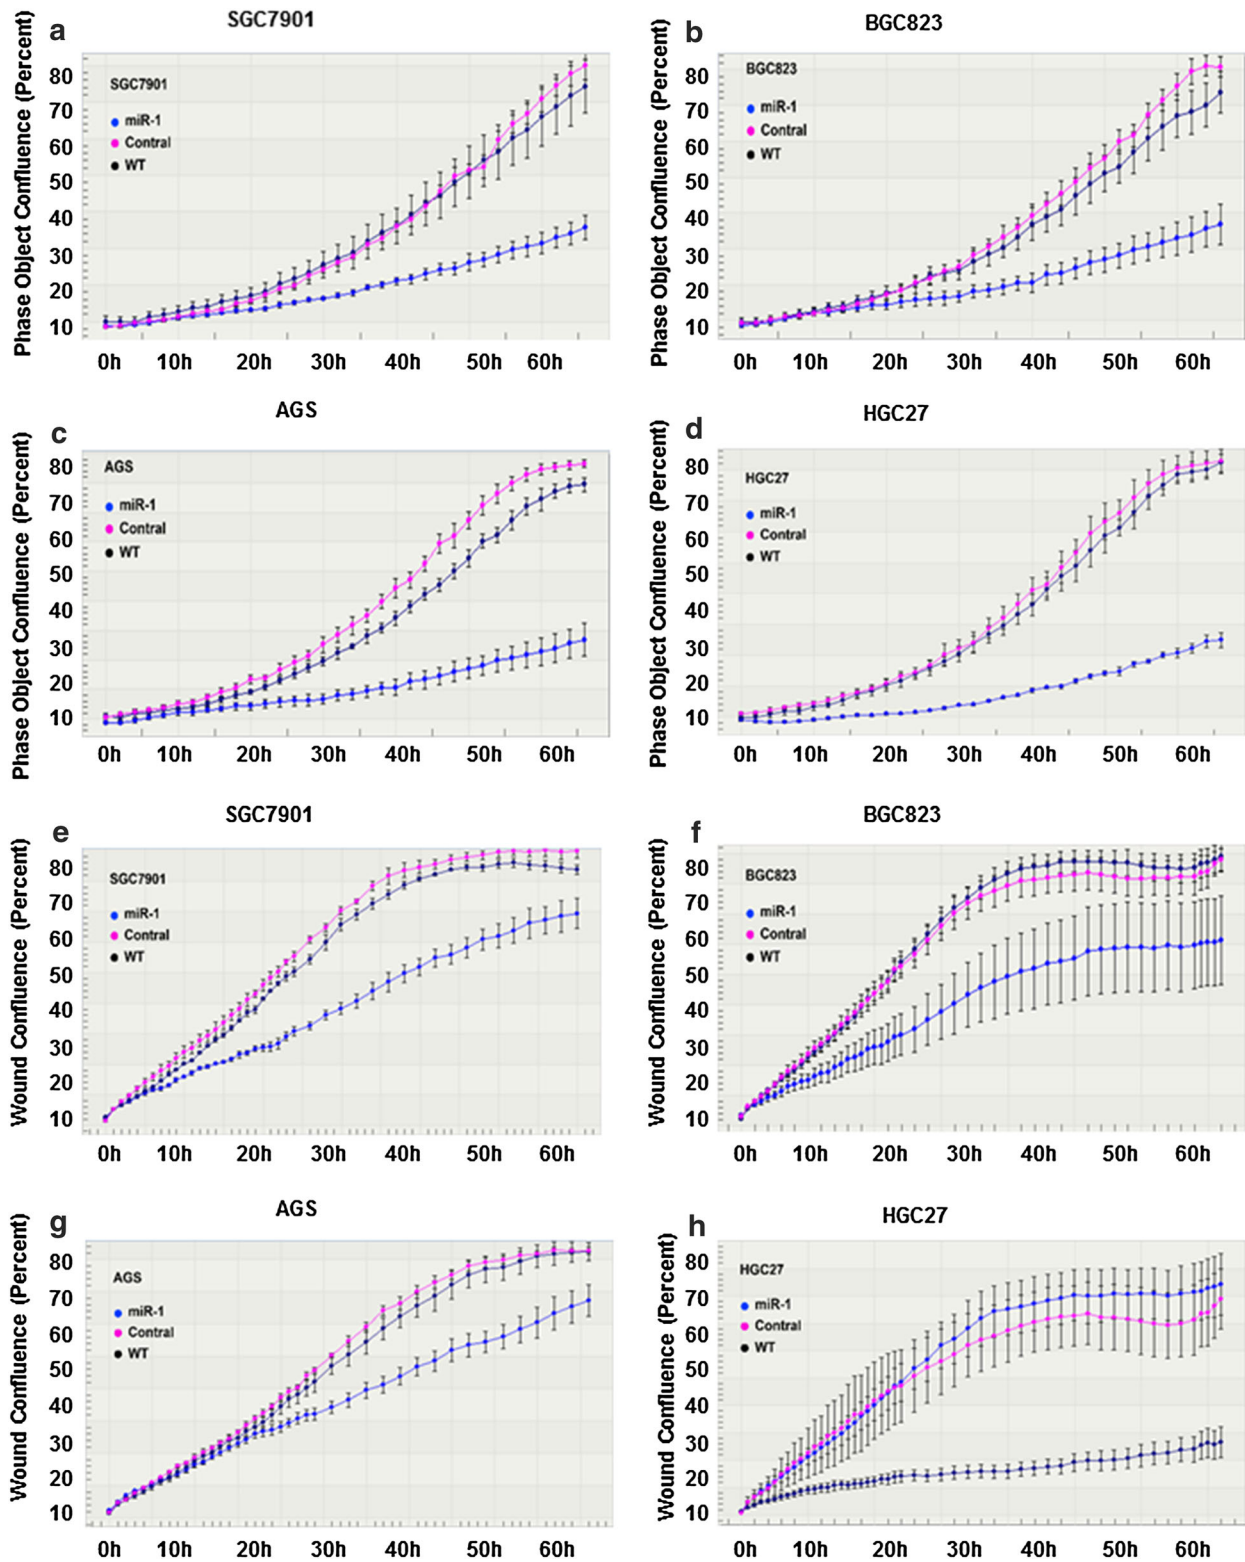 a
SGC7901
Phase Object Confluence (Percent)
80
70
60
50
40
30
20
10
SGC7901
miR-1
Contral
WT
0h 10h 20h 30h 40h 50h 60h
b
BGC823
Phase Object Confluence (Percent)
80
70
60
50
40
30
20
10
BGC823
miR-1
Contral
WT
0h 10h 20h 30h 40h 50h 60h
c
AGS
Phase Object Confluence (Percent)
80
70
60
50
40
30
20
10
AGS
miR-1
Contral
WT
0h 10h 20h 30h 40h 50h 60h
d
HGC27
Phase Object Confluence (Percent)
80
70
60
50
40
30
20
10
HGC27
miR-1
Contral
WT
0h 10h 20h 30h 40h 50h 60h
e
SGC7901
Wound Confluence (Percent)
80
70
60
50
40
30
20
10
SGC7901
miR-1
Contral
WT
0h 10h 20h 30h 40h 50h 60h
f
BGC823
Wound Confluence (Percent)
80
70
60
50
40
30
20
10
BGC823
miR-1
Contral
WT
0h 10h 20h 30h 40h 50h 60h
g
AGS
Wound Confluence (Percent)
80
70
60
50
40
30
20
10
AGS
miR-1
Contral
WT
0h 10h 20h 30h 40h 50h 60h
h
HGC27
Wound Confluence (Percent)
80
70
60
50
40
30
20
10
HGC27
miR-1
Contral
WT
0h 10h 20h 30h 40h 50h 60h